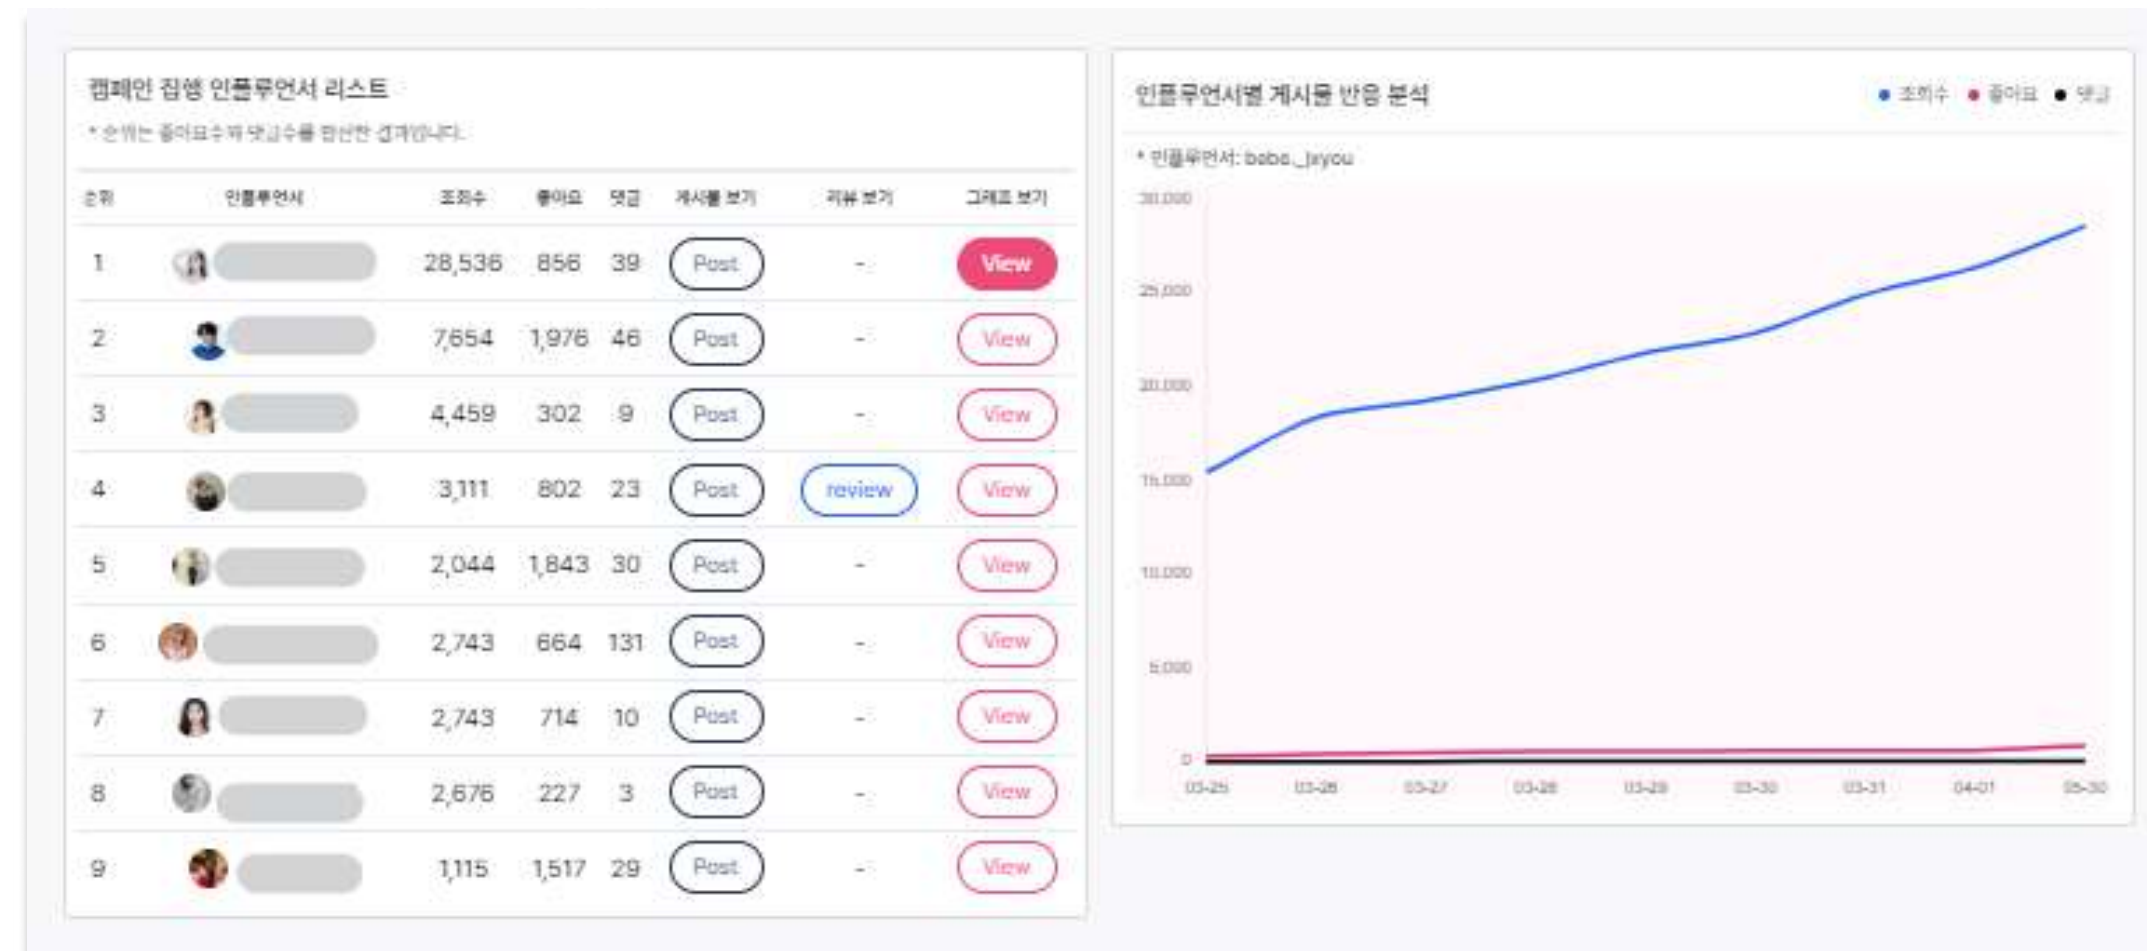 캠페인 집행 인플루언서 리스트
* 순위는 좋아요수와 댓글수를 합산한 결과입니다.
순위 인플루언서 조회수 좋아요 댓글 게시물 보기 리뷰 보기 그래프 보기
1 28,536 856 39 Post - View
2 7,654 1,976 46 Post - View
3 4,459 302 9 Post - View
4 3,111 802 23 Post review View
5 2,044 1,843 30 Post - View
6 2,743 664 131 Post - View
7 2,743 714 10 Post - View
8 2,676 227 3 Post - View
9 1,115 1,517 29 Post - View
인플루언서별 게시물 반응 분석
조회수 좋아요 댓글
* 인플루언서:
30,000
25,000
20,000
15,000
10,000
5,000
0
03-25 03-26 03-27 03-28 03-29 03-30 03-31 04-01 05-30